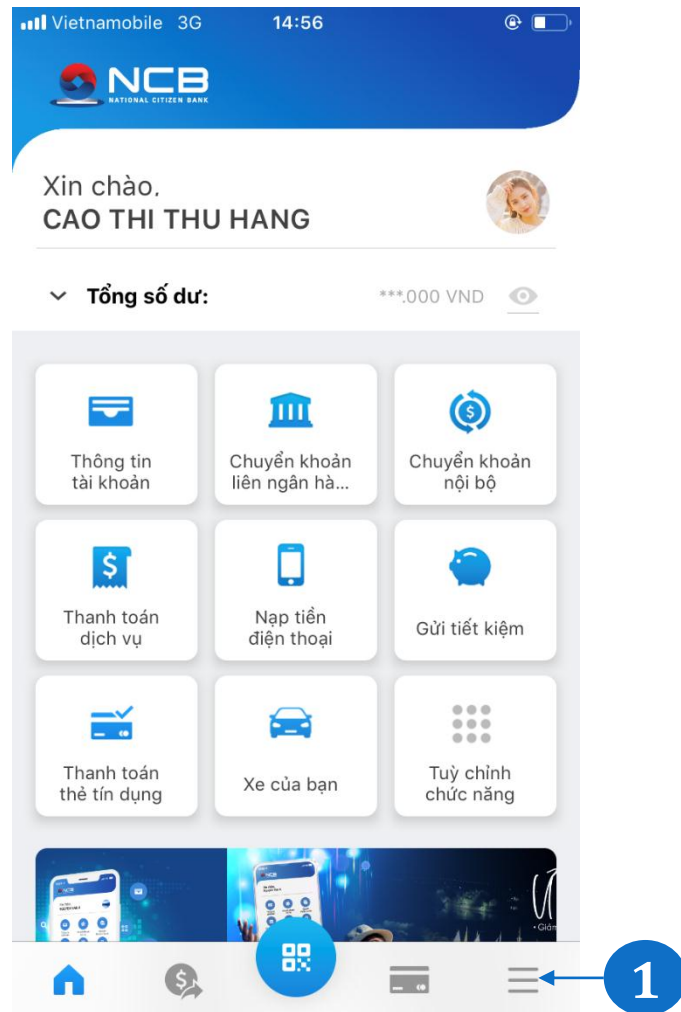 Vietnamobile 3G 14:56
NCB
NATIONAL CITIZEN BANK
Xin chào,
CAO THI THU HANG
Tổng số dư: ***.000 VND
Thông tin
tài khoản
Chuyển khoản
liên ngân hà...
Chuyển khoản
nội bộ
Thanh toán
dịch vụ
Nạp tiền
điện thoại
Gửi tiết kiệm
Thanh toán
thẻ tín dụng
Xe của bạn
Tuỳ chỉnh
chức năng
1